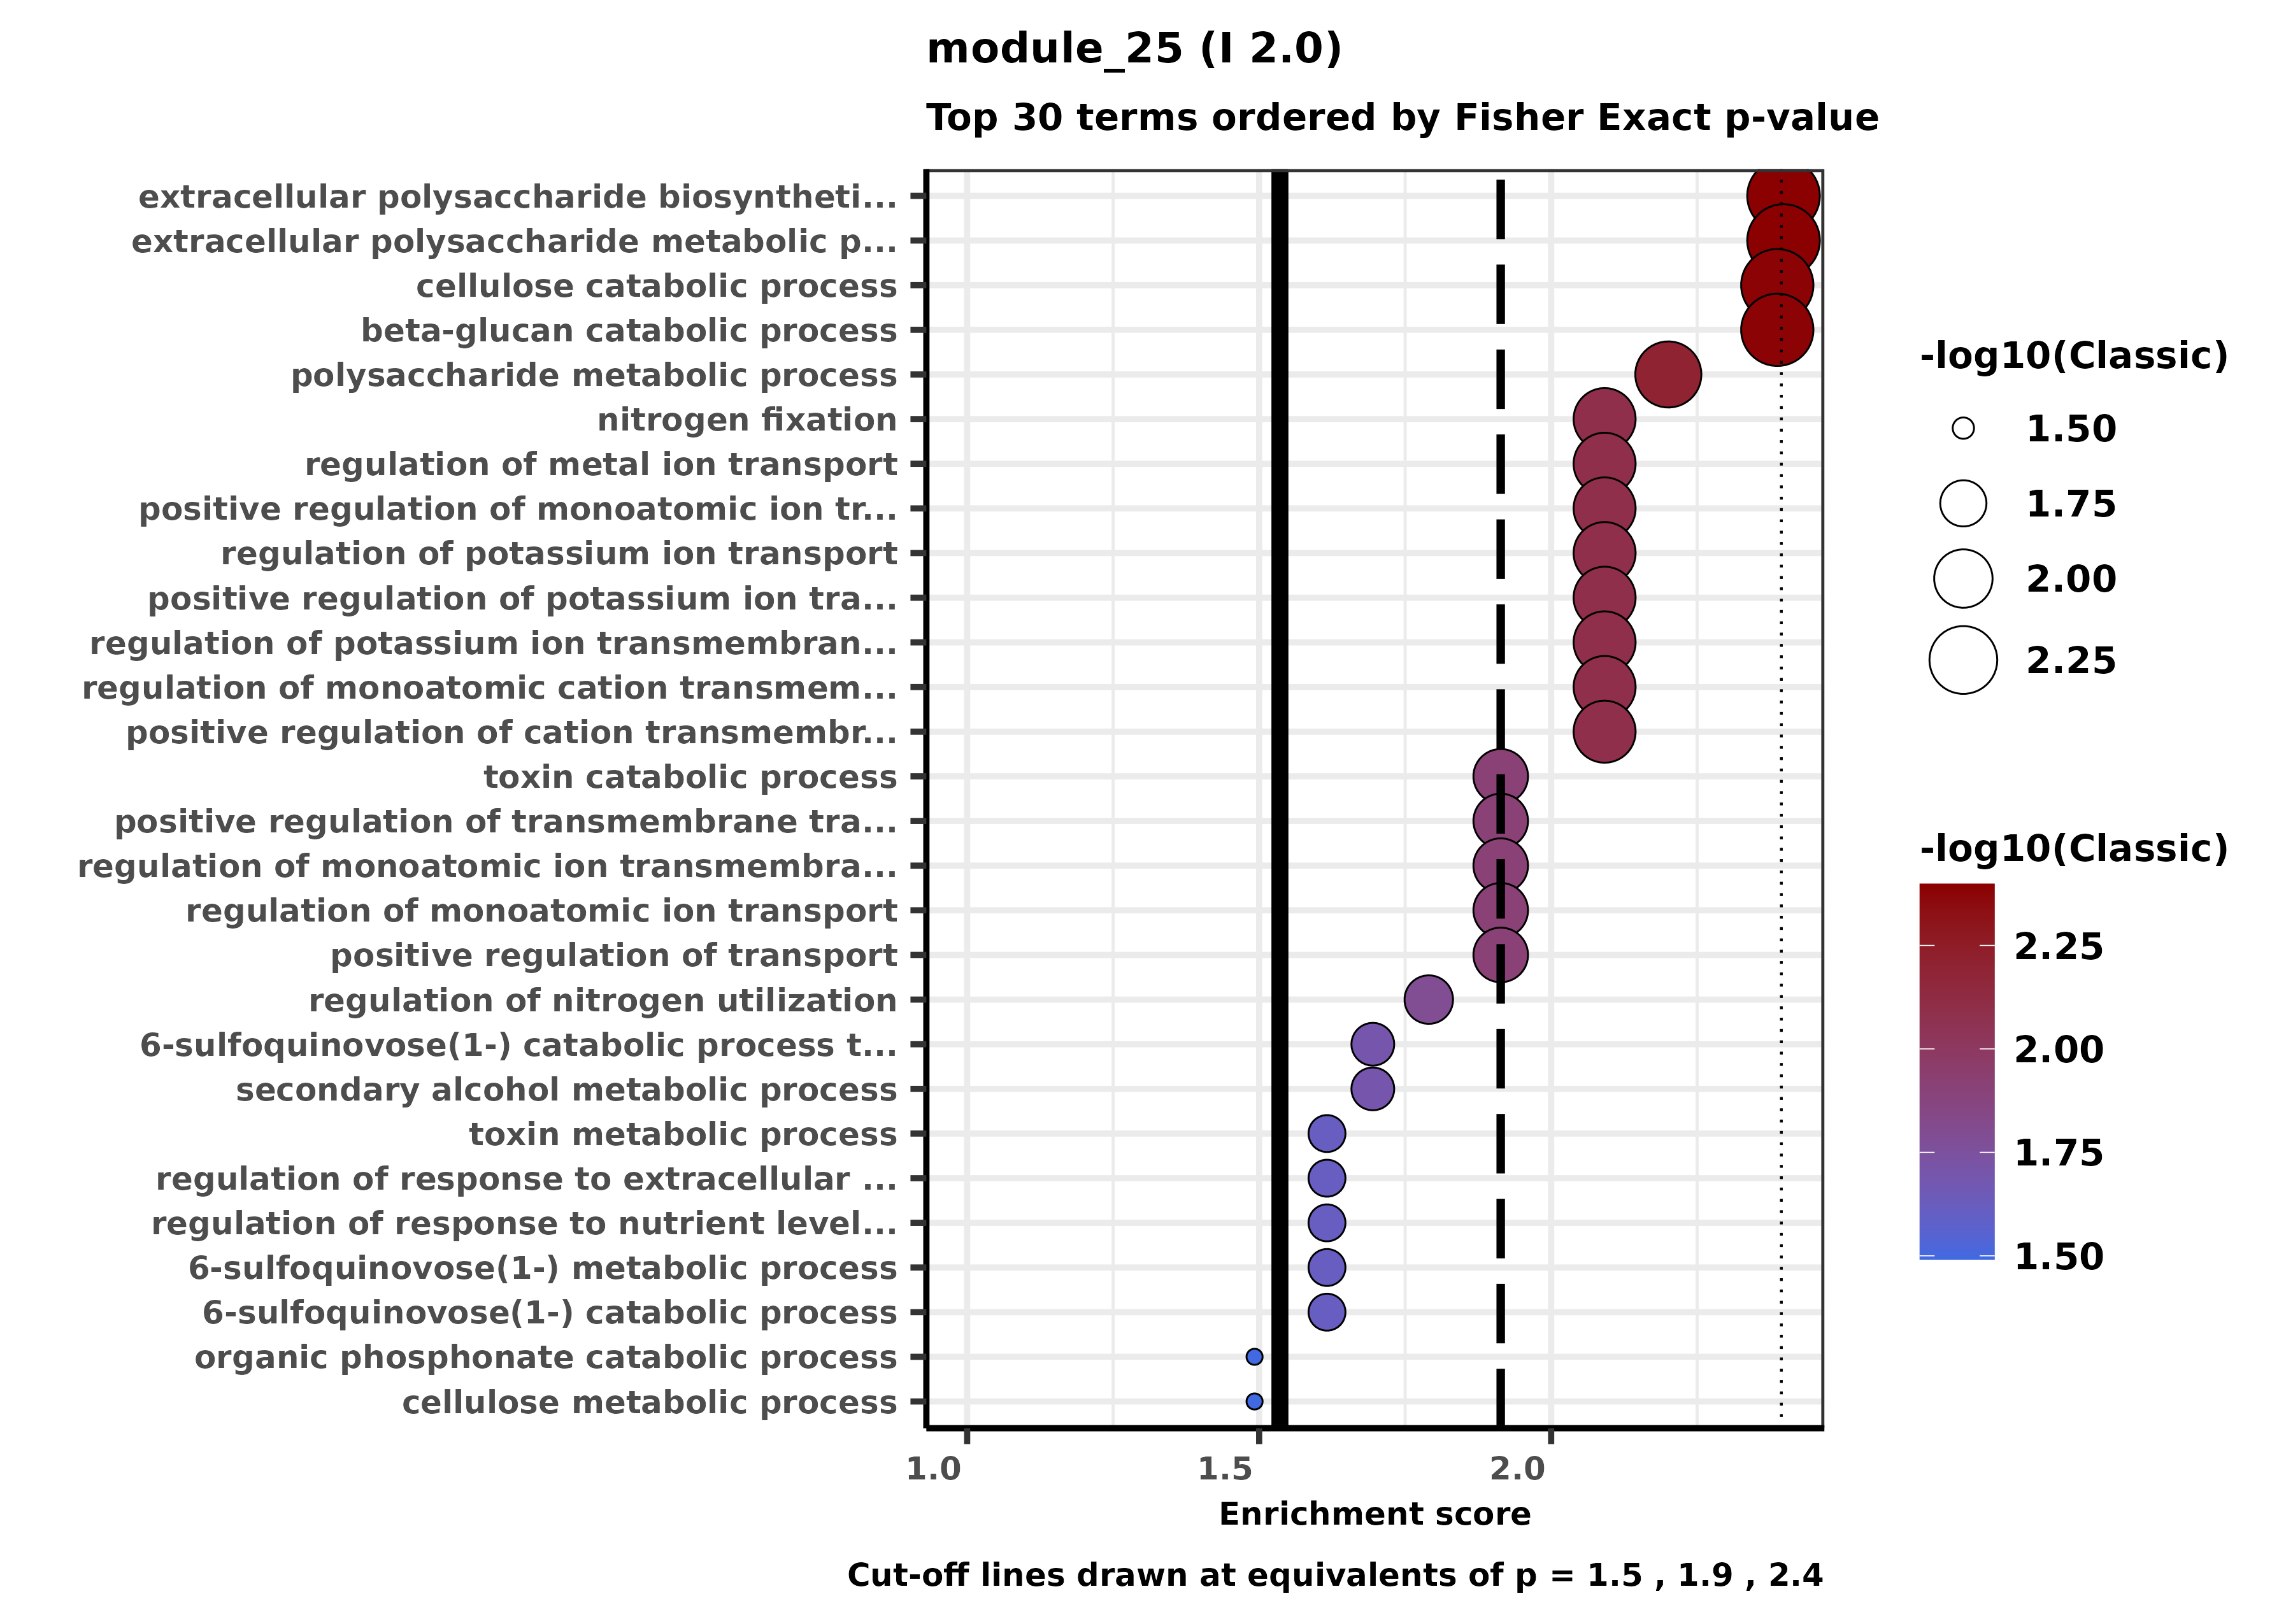 module_25 (I 2.0)
Top 30 terms ordered by Fisher Exact p-value
extracellular polysaccharide biosyntheti...
extracellular polysaccharide metabolic p...
cellulose catabolic process
beta-glucan catabolic process
polysaccharide metabolic process
nitrogen fixation
regulation of metal ion transport
positive regulation of monoatomic ion tr...
regulation of potassium ion transport
positive regulation of potassium ion tra...
regulation of potassium ion transmembran...
regulation of monoatomic cation transmem...
positive regulation of cation transmembr...
toxin catabolic process
positive regulation of transmembrane tra...
regulation of monoatomic ion transmembra...
regulation of monoatomic ion transport
positive regulation of transport
regulation of nitrogen utilization
6-sulfoquinovose(1-) catabolic process t...
secondary alcohol metabolic process
toxin metabolic process
regulation of response to extracellular ...
regulation of response to nutrient level...
6-sulfoquinovose(1-) metabolic process
6-sulfoquinovose(1-) catabolic process
organic phosphonate catabolic process
cellulose metabolic process
1.0 1.5 2.0
Enrichment score
Cut-off lines drawn at equivalents of p = 1.5 , 1.9 , 2.4
-log10(Classic)
1.50
1.75
2.00
2.25
-log10(Classic)
2.25
2.00
1.75
1.50